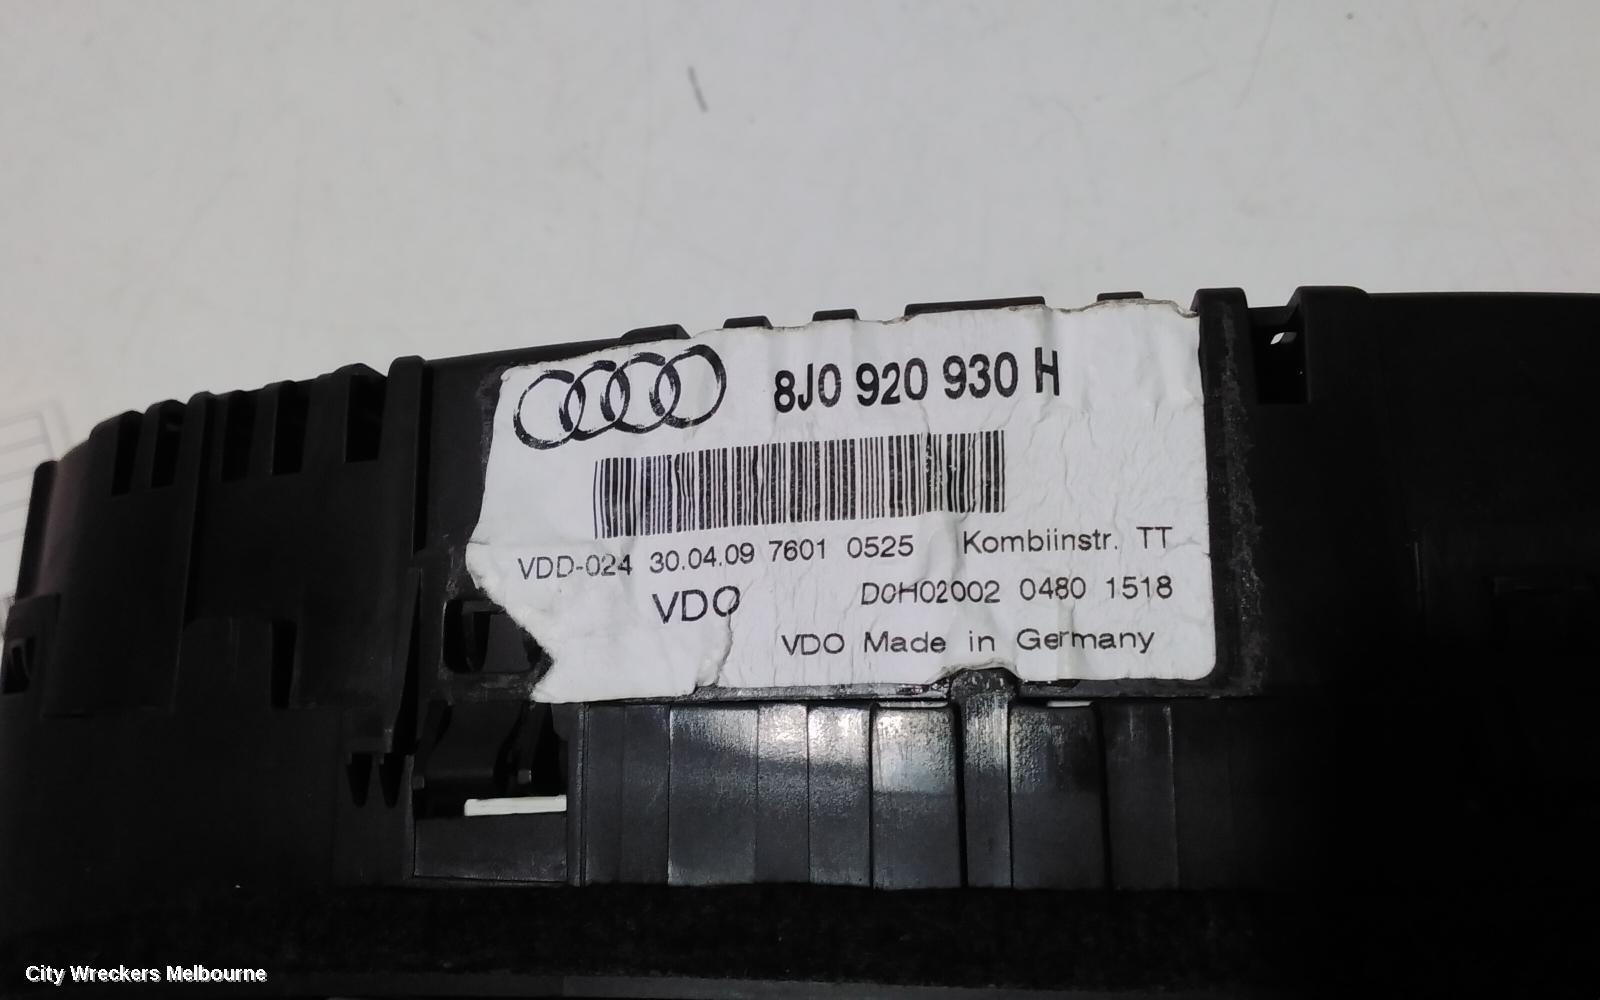 8J0 920 930 H
VDD-024 30.04.09 7601 0525 Kombiinstr. TT
VDO D0H02002 0480 1518
VDO Made in Germany
City Wreckers Melbourne